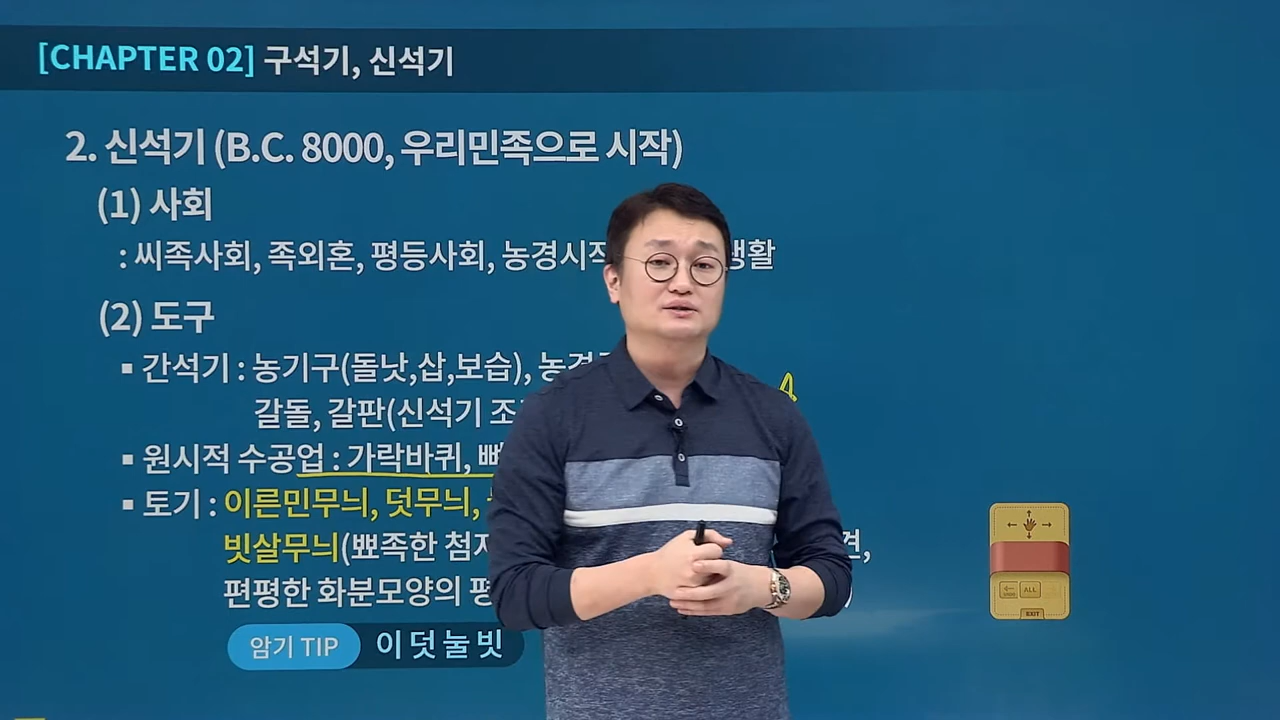 [CHAPTER 02] 구석기, 신석기
2. 신석기 (B.C. 8000, 우리민족으로 시작)
(1) 사회
: 씨족사회, 족외혼, 평등사회, 농경시작 생활
(2) 도구
▪ 간석기 : 농기구(돌낫,삽,보습),
갈돌, 갈판(신석기
▪ 원시적 수공업 : 가락바퀴,
▪ 토기 : 이른민무늬, 덧무늬,
빗살무늬(뾰족한
편평한 화분모양의
암기 TIP 이 덧 눌 빗
ALL
EXIT